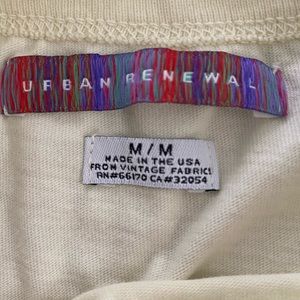 URBAN RENEWAL
M / M
MADE IN THE USA
FROM VINTAGE FABRICS
RN#66170 CA#32054